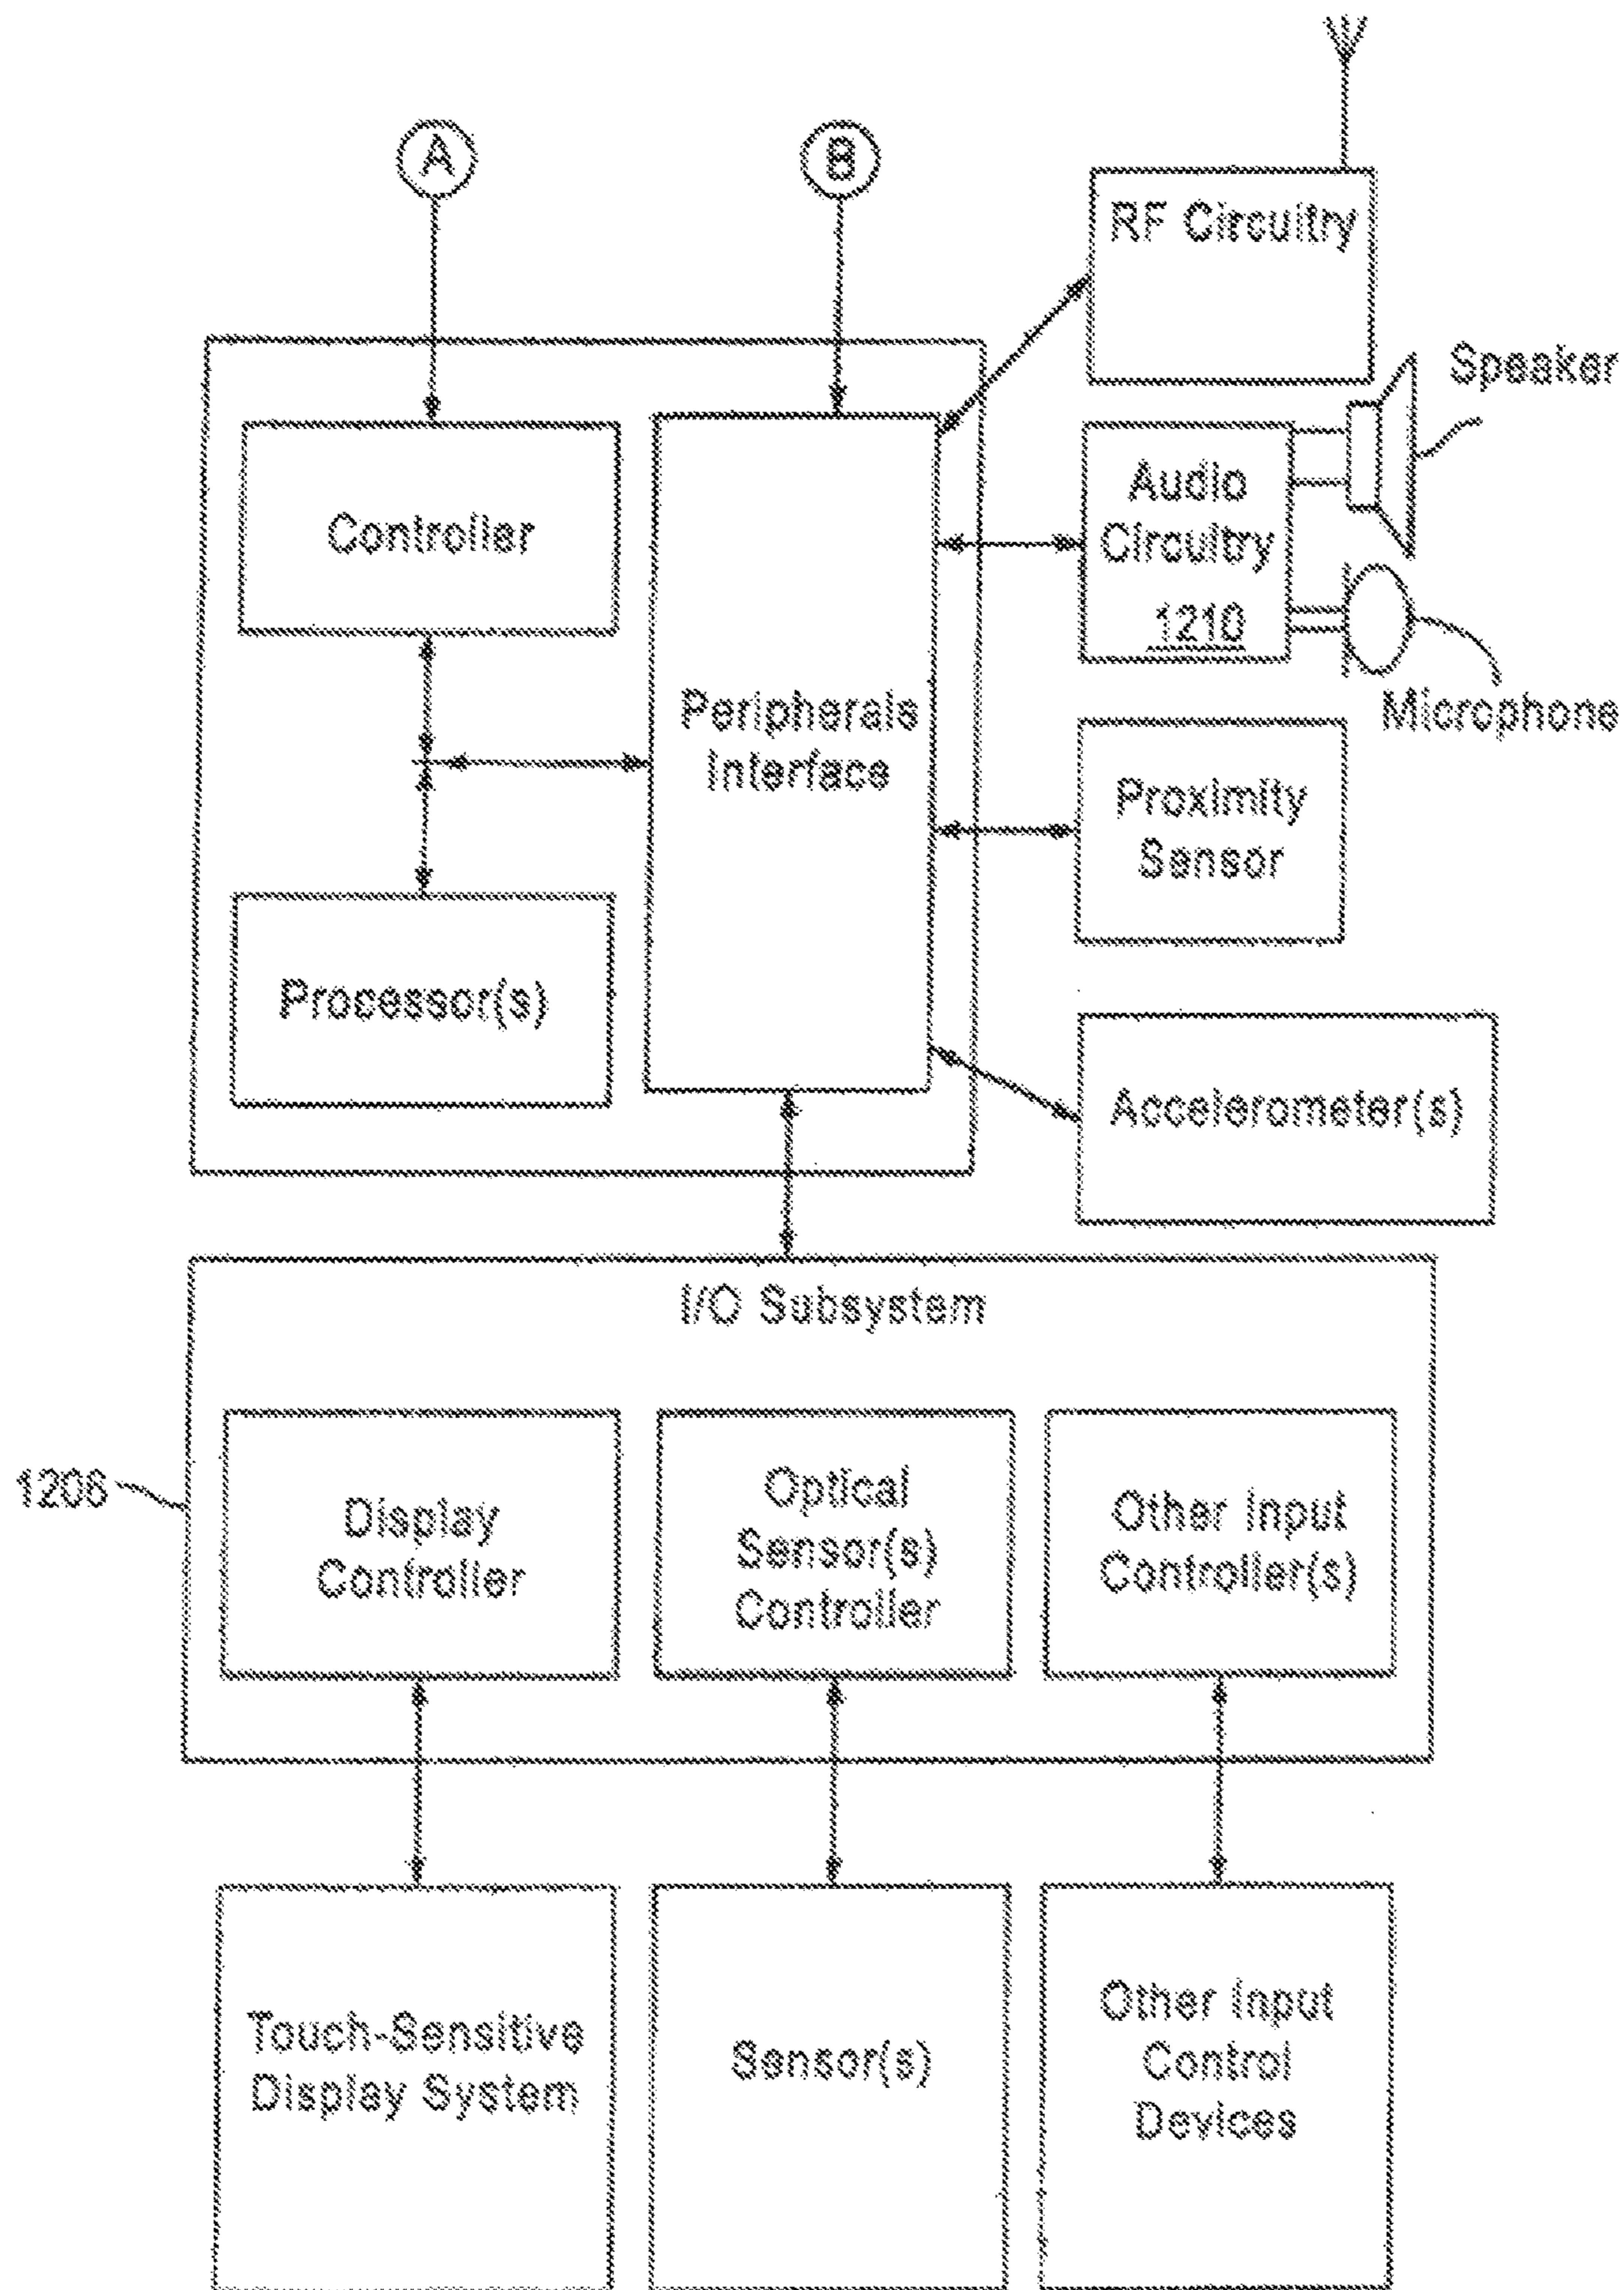 A
B
RF Circuitry
Speaker
Controller
Audio
Circuitry
1210
Microphone
Peripherals
Interface
Proximity
Sensor
Processor(s)
Accelerometer(s)
I/O Subsystem
1206
Display
Controller
Optical
Sensor(s)
Controller
Other Input
Controller(s)
Touch-Sensitive
Display System
Sensor(s)
Other Input
Control
Devices